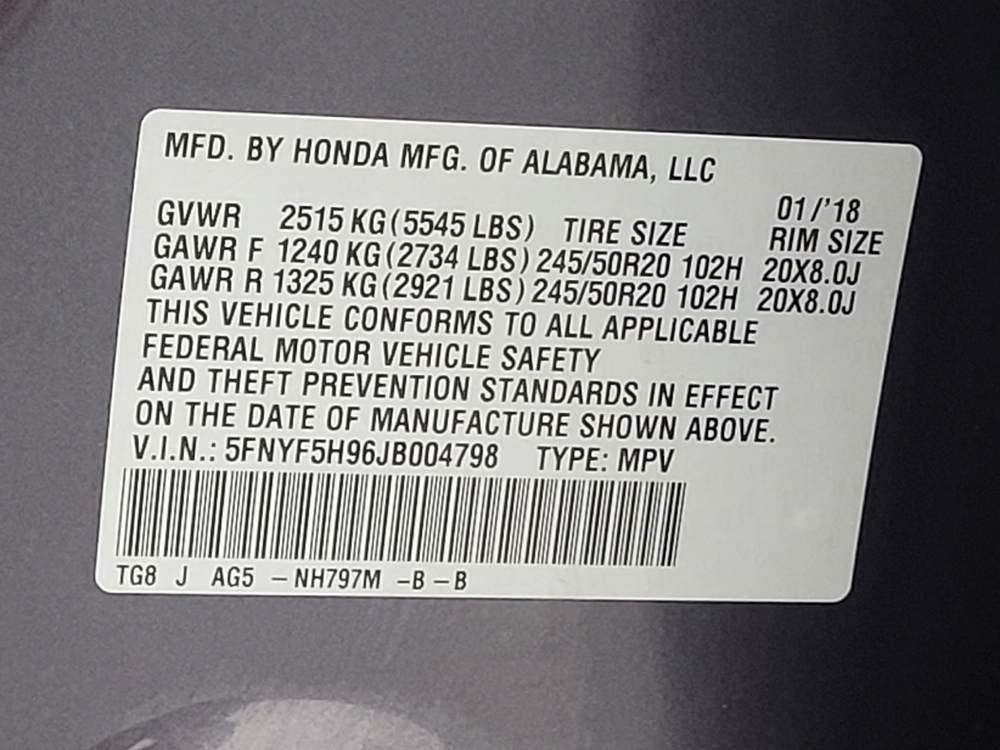 MFD. BY HONDA MFG. OF ALABAMA, LLC
01/'18
GVWR 2515 KG (5545 LBS) TIRE SIZE RIM SIZE
GAWR F 1240 KG (2734 LBS) 245/50R20 102H 20X8.0J
GAWR R 1325 KG (2921 LBS) 245/50R20 102H 20X8.0J
THIS VEHICLE CONFORMS TO ALL APPLICABLE
FEDERAL MOTOR VEHICLE SAFETY
AND THEFT PREVENTION STANDARDS IN EFFECT
ON THE DATE OF MANUFACTURE SHOWN ABOVE.
V.I.N.: 5FNYF5H96JB004798 TYPE: MPV
TG8 J AG5 – NH797M –B – B